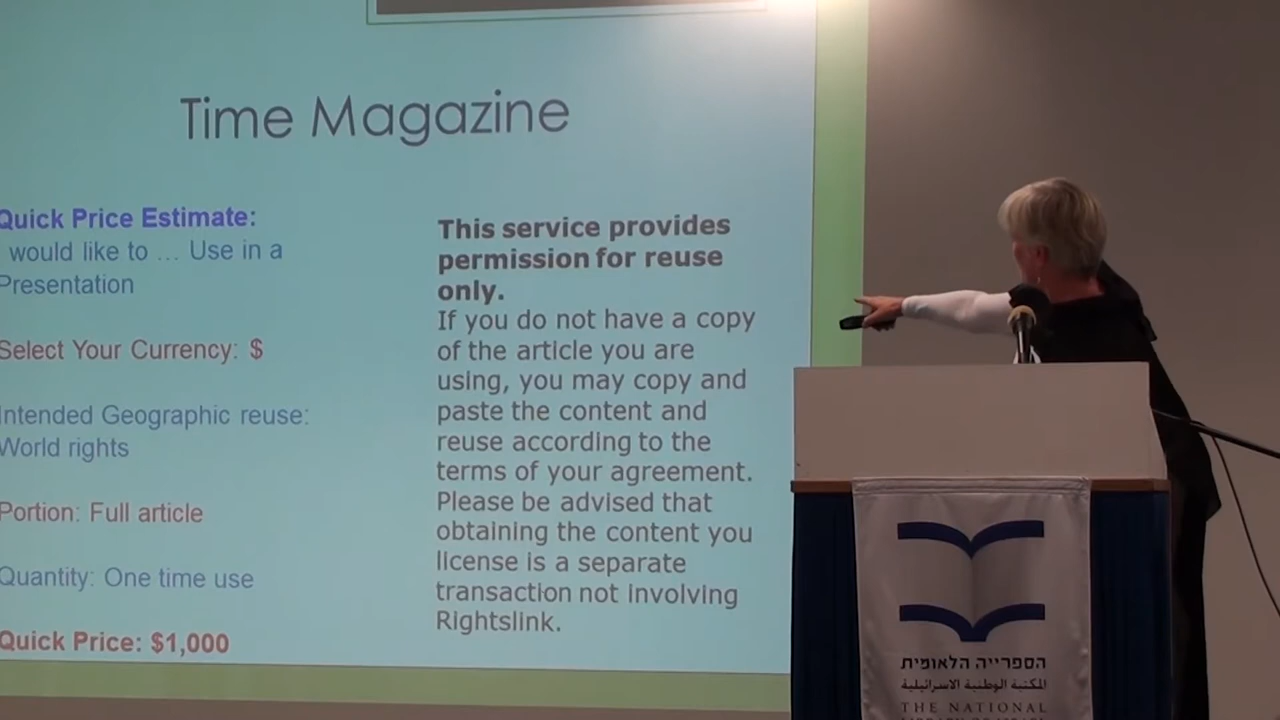 Time Magazine
Quick Price Estimate:
would like to … Use in a
Presentation
Select Your Currency: $
Intended Geographic reuse:
World rights
Portion: Full article
Quantity: One time use
Quick Price: $1,000
This service provides
permission for reuse
only.
If you do not have a copy
of the article you are
using, you may copy and
paste the content and
reuse according to the
terms of your agreement.
Please be advised that
obtaining the content you
license is a separate
transaction not involving
Rightslink.
הספרייה הלאומית
المكتبة الوطنية الاسرائيلية
THE NATIONAL